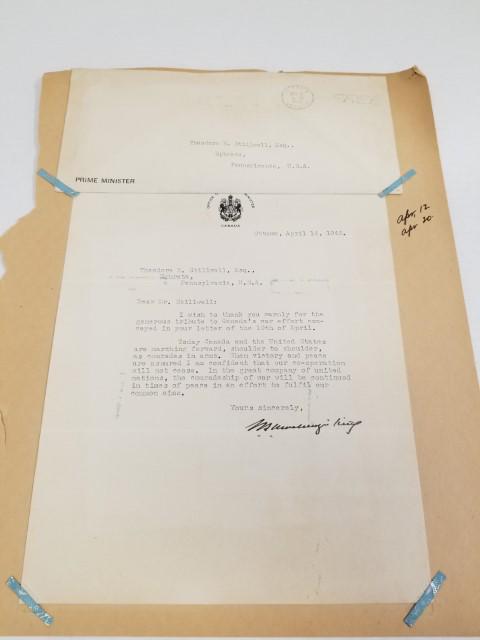 Theodore R. Stillwell, Esq.,
Ephrata,
Pennsylvania, U.S.A.
PRIME MINISTER
CANADA
Apr. 12
Apr 20
Ottawa, April 14, 1942.
Theodore R. Stillwell, Esq.,
Ephrata,
Pennsylvania, U.S.A.
Dear Mr. Stillwell:
I wish to thank you warmly for the
generous tribute to Canada's war effort con-
veyed in your letter of the 10th of April.
Today Canada and the United States
are marching forward, shoulder to shoulder,
as comrades in arms. When victory and peace
are assured I am confident that our co-operation
will not cease. In the great company of united
nations, the comradeship of war will be continued
in times of peace in an effort to fulfil our
common aims.
Yours sincerely,
W L Mackenzie King